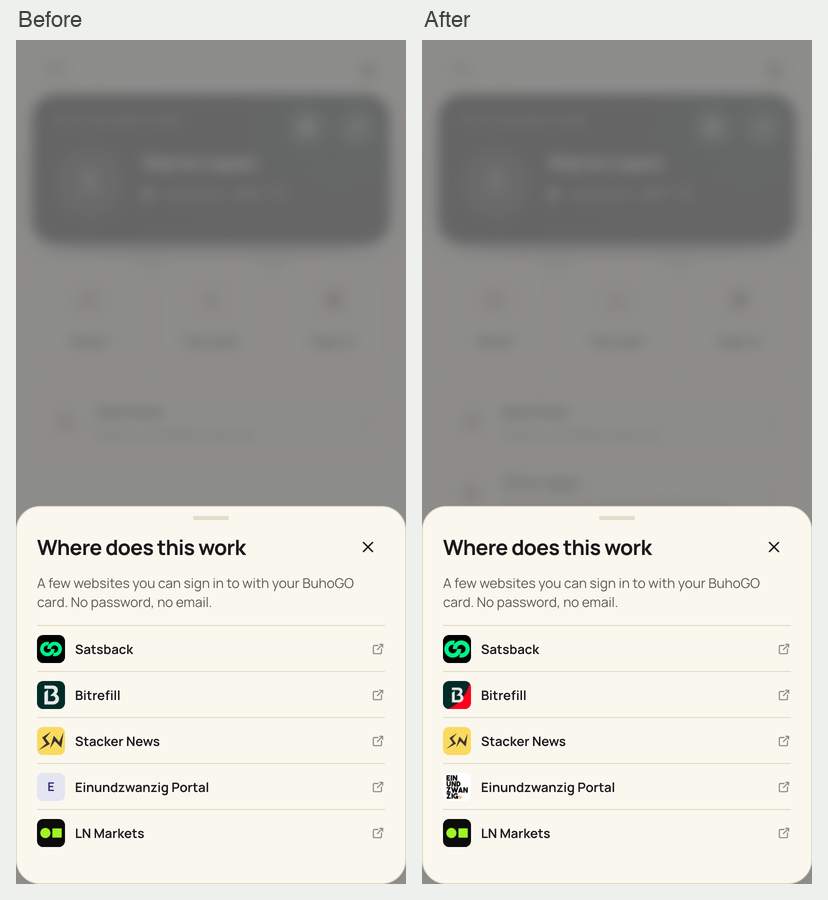 Before
After
Where does this work
A few websites you can sign in to with your BuhoGO
card. No password, no email.
Satsback
B
Bitrefill
SN
Stacker News
E
Einundzwanzig Portal
LN Markets
Where does this work
A few websites you can sign in to with your BuhoGO
card. No password, no email.
Satsback
B
Bitrefill
SN
Stacker News
EIN
UND
ZWAN
ZIG.
Einundzwanzig Portal
LN Markets